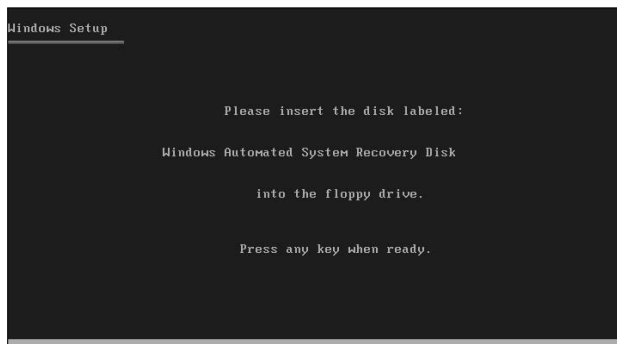 Windows Setup
Please insert the disk labeled:
Windows Automated System Recovery Disk
into the floppy drive.
Press any key when ready.